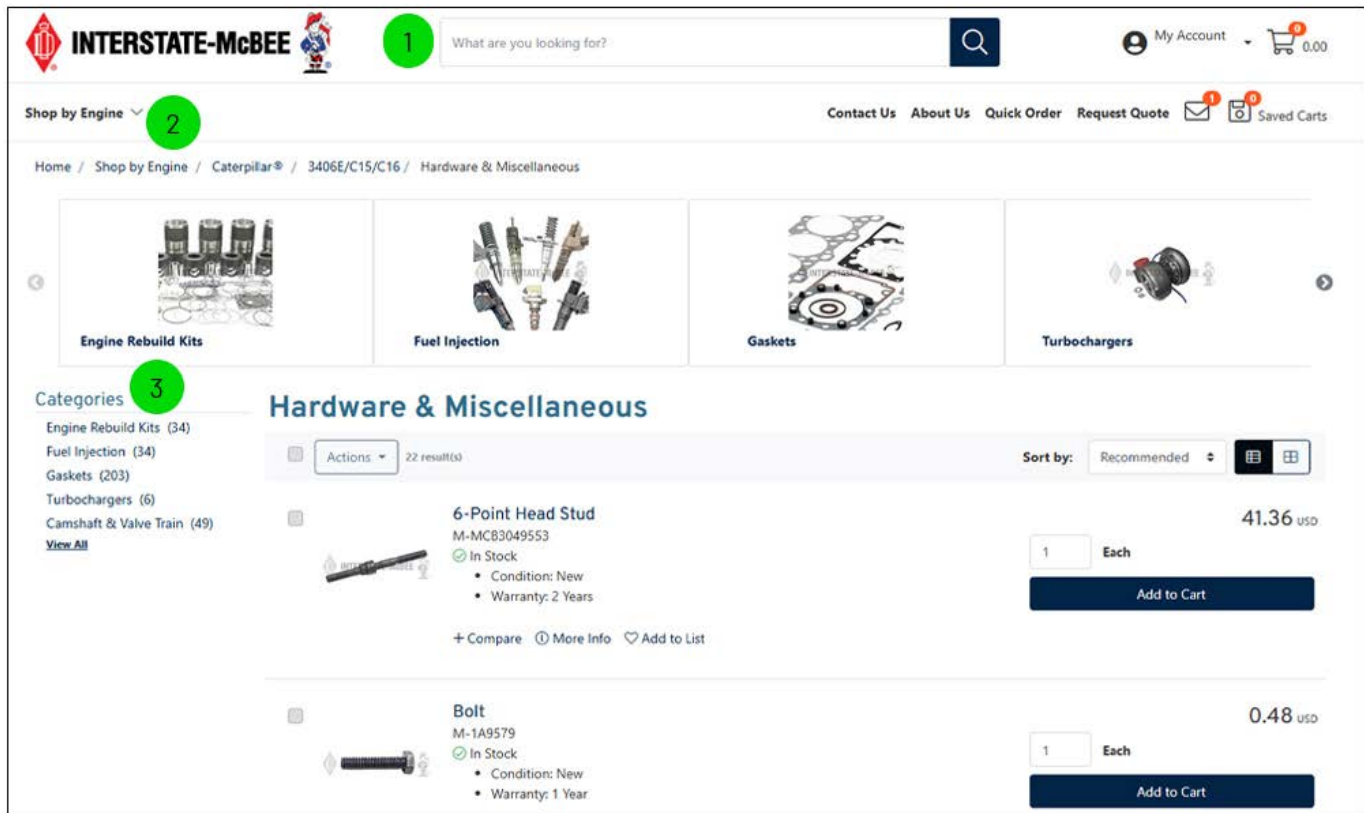 INTERSTATE-McBEE
1
What are you looking for?
My Account
0
0.00
Shop by Engine
2
Contact Us About Us Quick Order Request Quote
1
0
Saved Carts
Home / Shop by Engine / Caterpillar® / 3406E/C15/C16 / Hardware & Miscellaneous
Engine Rebuild Kits
Fuel Injection
Gaskets
Turbochargers
Categories
3
Engine Rebuild Kits (34)
Fuel Injection (34)
Gaskets (203)
Turbochargers (6)
Camshaft & Valve Train (49)
View All
Hardware & Miscellaneous
Actions
22 result(s)
Sort by:
Recommended
6-Point Head Stud
M-MCB3049553
In Stock
• Condition: New
• Warranty: 2 Years
+ Compare More Info Add to List
41.36 USD
1 Each
Add to Cart
Bolt
M-1A9579
In Stock
• Condition: New
• Warranty: 1 Year
0.48 USD
1 Each
Add to Cart